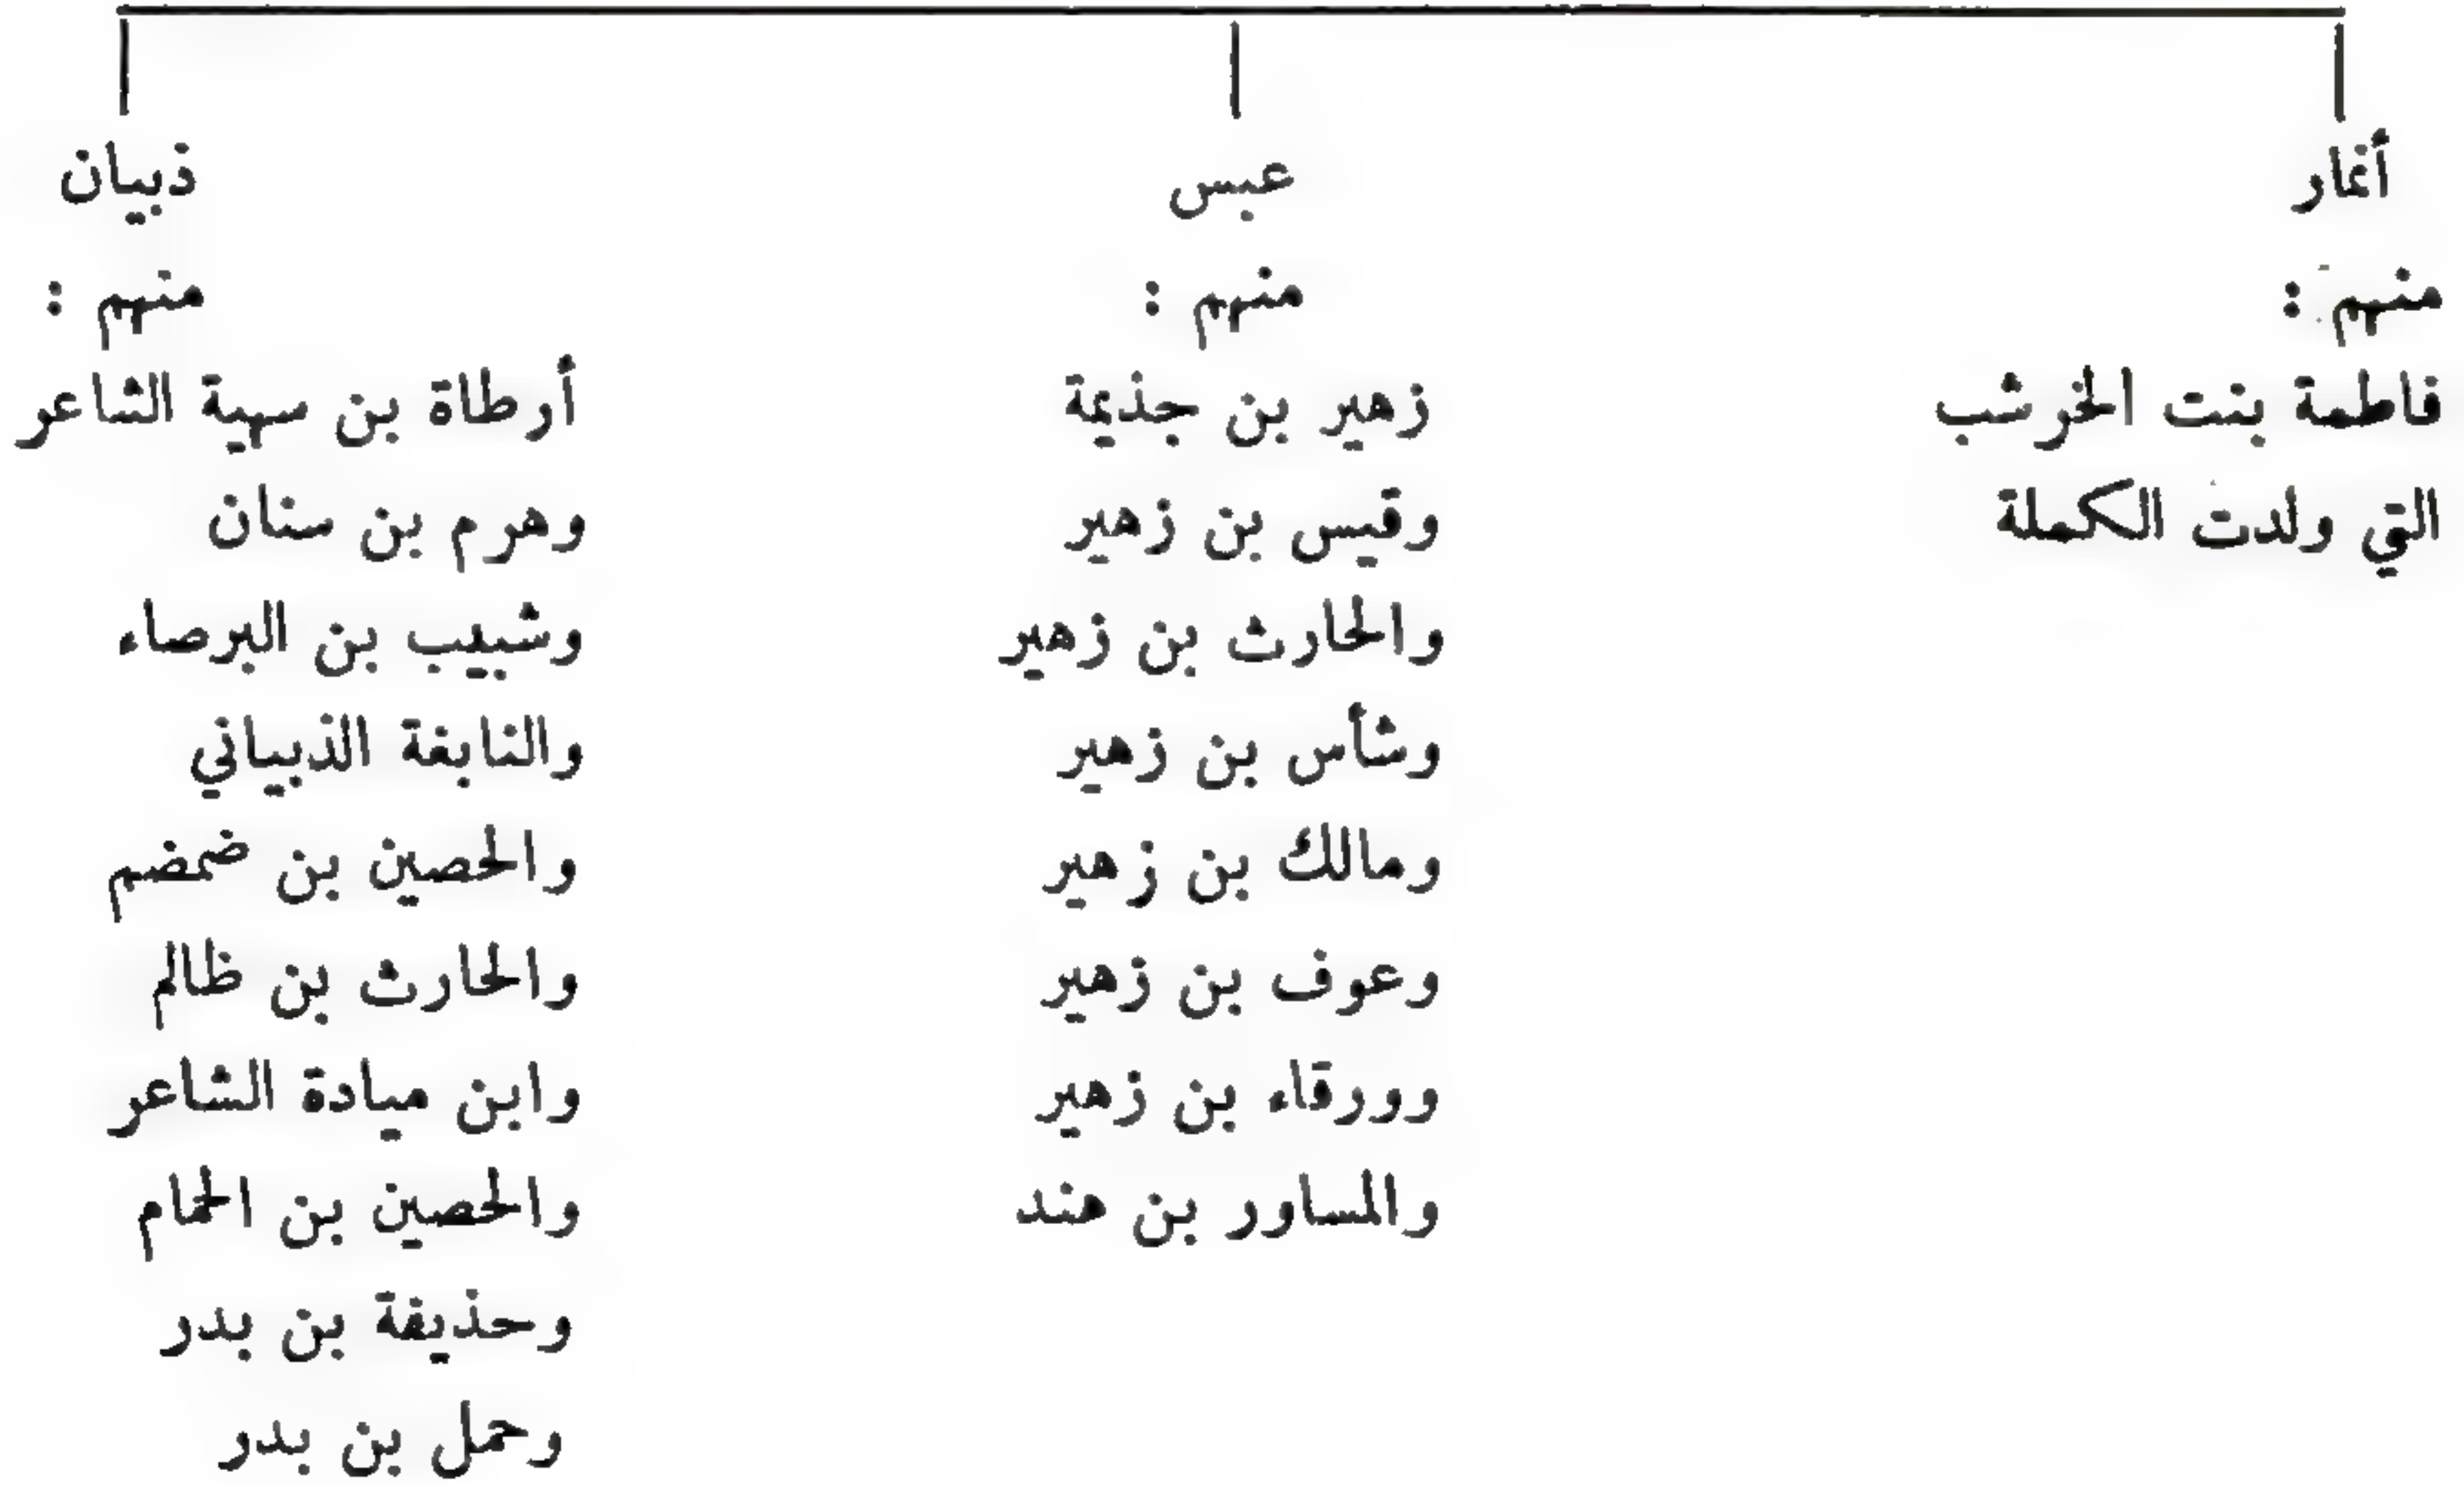 أنمار
منهم :
فاطمة بنت الخرشب
التي ولدت الكملة
عبس
منهم :
زهير بن جذيمة
وقيس بن زهير
والحارث بن زهير
وشأس بن زهير
ومالك بن زهير
وعوف بن زهير
وورقاء بن زهير
والمساور بن هند
ذبيان
منهم :
أرطاة بن سهية الشاعر
وهرم بن سنان
وشبيب بن البرصاء
والنابغة الذبياني
والحصين بن ضمضم
والحارث بن ظالم
وابن ميادة الشاعر
والحصين بن الحمام
وحذيفة بن بدر
وحمل بن بدر